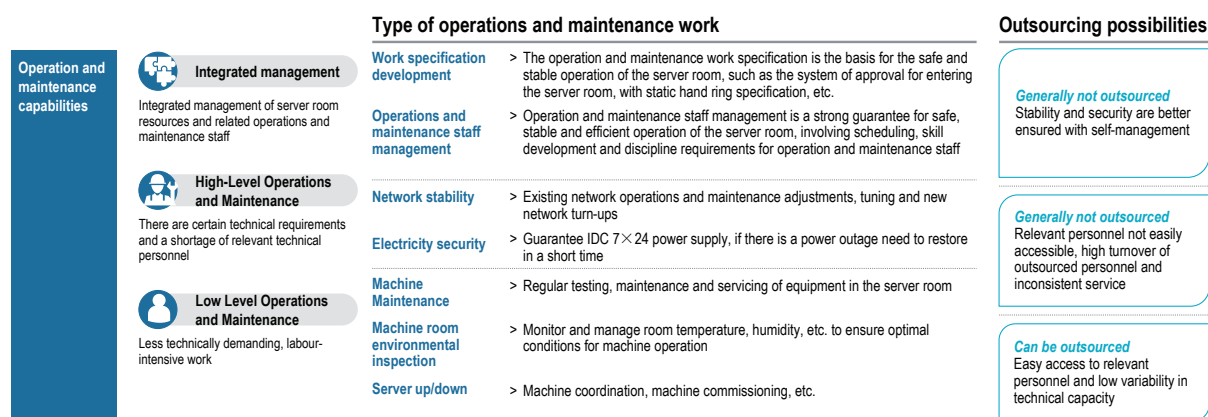 Type of operations and maintenance work
Outsourcing possibilities
Operation and
maintenance
capabilities
Integrated management
Integrated management of server room
resources and related operations and
maintenance staff
Work specification
development
> The operation and maintenance work specification is the basis for the safe and
stable operation of the server room, such as the system of approval for entering
the server room, with static hand ring specification, etc.
Operations and
maintenance staff
management
> Operation and maintenance staff management is a strong guarantee for safe,
stable and efficient operation of the server room, involving scheduling, skill
development and discipline requirements for operation and maintenance staff
Generally not outsourced
Stability and security are better
ensured with self-management
High-Level Operations
and Maintenance
There are certain technical requirements
and a shortage of relevant technical
personnel
Network stability
> Existing network operations and maintenance adjustments, tuning and new
network turn-ups
Electricity security
> Guarantee IDC 7×24 power supply, if there is a power outage need to restore
in a short time
Generally not outsourced
Relevant personnel not easily
accessible, high turnover of
outsourced personnel and
inconsistent service
Low Level Operations
and Maintenance
Less technically demanding, labour-
intensive work
Machine
Maintenance
> Regular testing, maintenance and servicing of equipment in the server room
Machine room
environmental
inspection
> Monitor and manage room temperature, humidity, etc. to ensure optimal
conditions for machine operation
Server up/down
> Machine coordination, machine commissioning, etc.
Can be outsourced
Easy access to relevant
personnel and low variability in
technical capacity